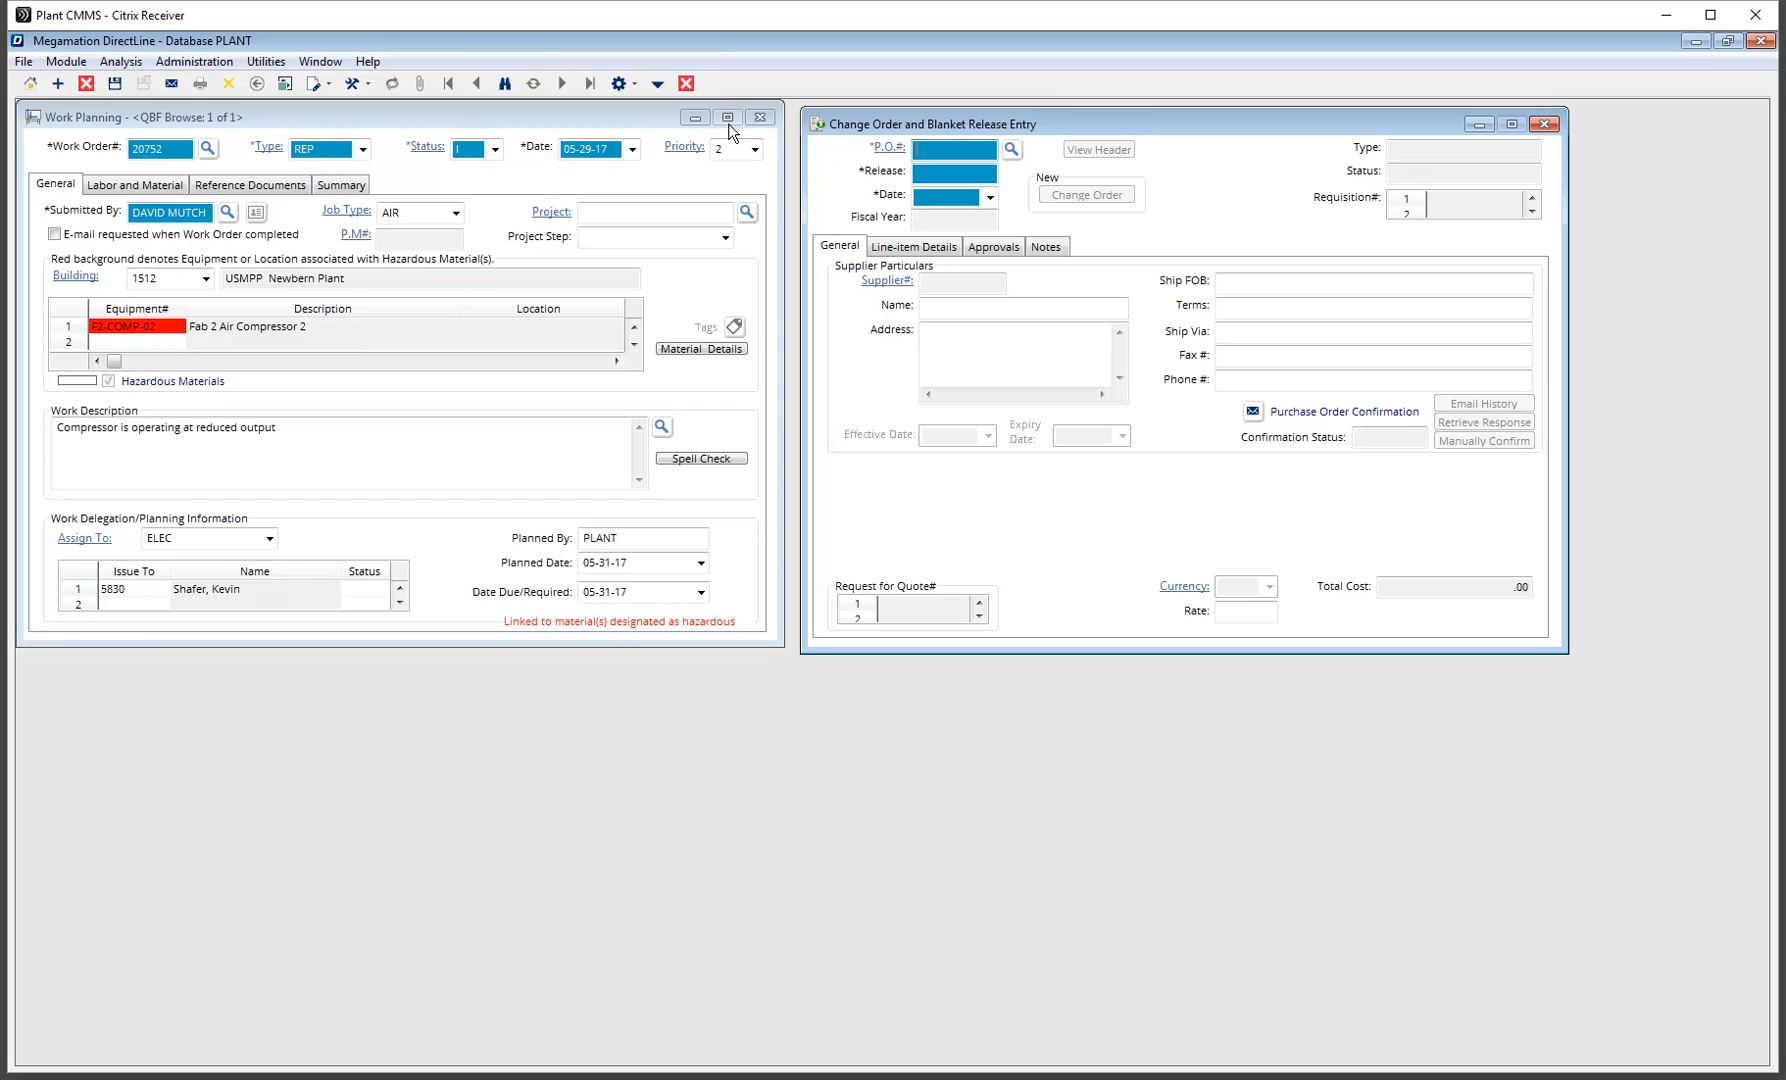 Plant CMMS - Citrix Receiver
Megamation DirectLine - Database PLANT
File Module Analysis Administration Utilities Window Help
Work Planning - <QBF Browse: 1 of 1>
*Work Order#: 20752 *Type: REP *Status: I *Date: 05-29-17 Priority: 2
General Labor and Material Reference Documents Summary
*Submitted By: DAVID MUTCH Job Type: AIR Project:
E-mail requested when Work Order completed P.M#: Project Step:
Red background denotes Equipment or Location associated with Hazardous Material(s).
Building: 1512 USMPP Newbern Plant
Equipment# Description Location
1 F2-COMP-02 Fab 2 Air Compressor 2
2
Tags
Material Details
Hazardous Materials
Work Description
Compressor is operating at reduced output
Spell Check
Work Delegation/Planning Information
Assign To: ELEC Planned By: PLANT
Planned Date: 05-31-17
Issue To Name Status
1 5830 Shafer, Kevin
2
Date Due/Required: 05-31-17
Linked to material(s) designated as hazardous
Change Order and Blanket Release Entry
*P.O.#: View Header Type:
*Release: Status:
New
*Date: Change Order Requisition#: 1
2
Fiscal Year:
General Line-item Details Approvals Notes
Supplier Particulars
Supplier#: Ship FOB:
Name: Terms:
Address: Ship Via:
Fax #:
Phone #:
Purchase Order Confirmation Email History
Retrieve Response
Effective Date: Expiry Date: Confirmation Status: Manually Confirm
Request for Quote# Currency: Total Cost: .00
1
2
Rate: